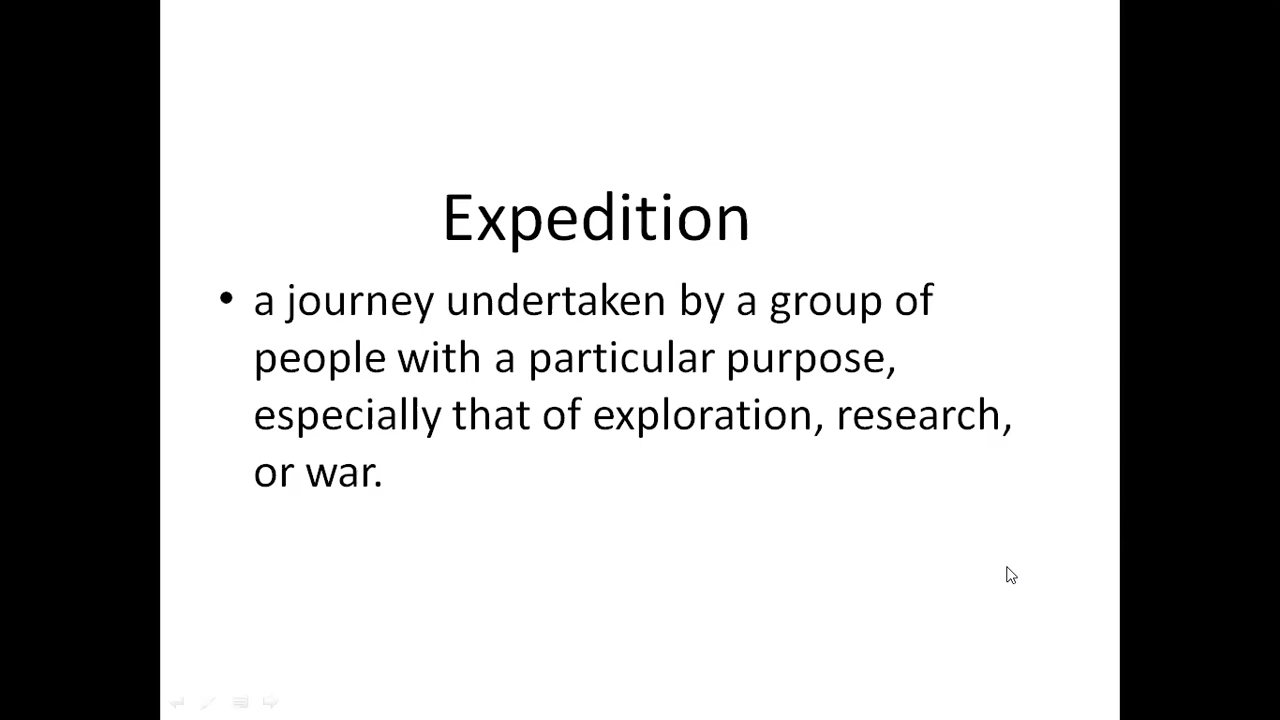 Expedition
• a journey undertaken by a group of
people with a particular purpose,
especially that of exploration, research,
or war.